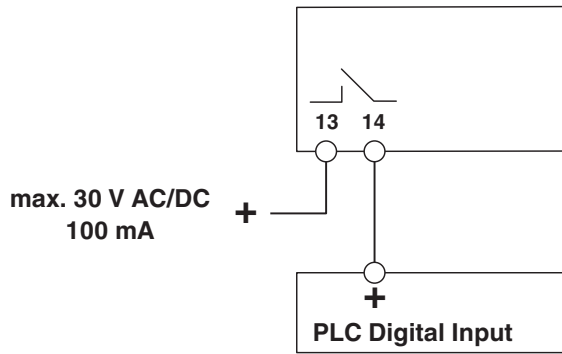 13 14
max. 30 V AC/DC
100 mA
+
+
PLC Digital Input